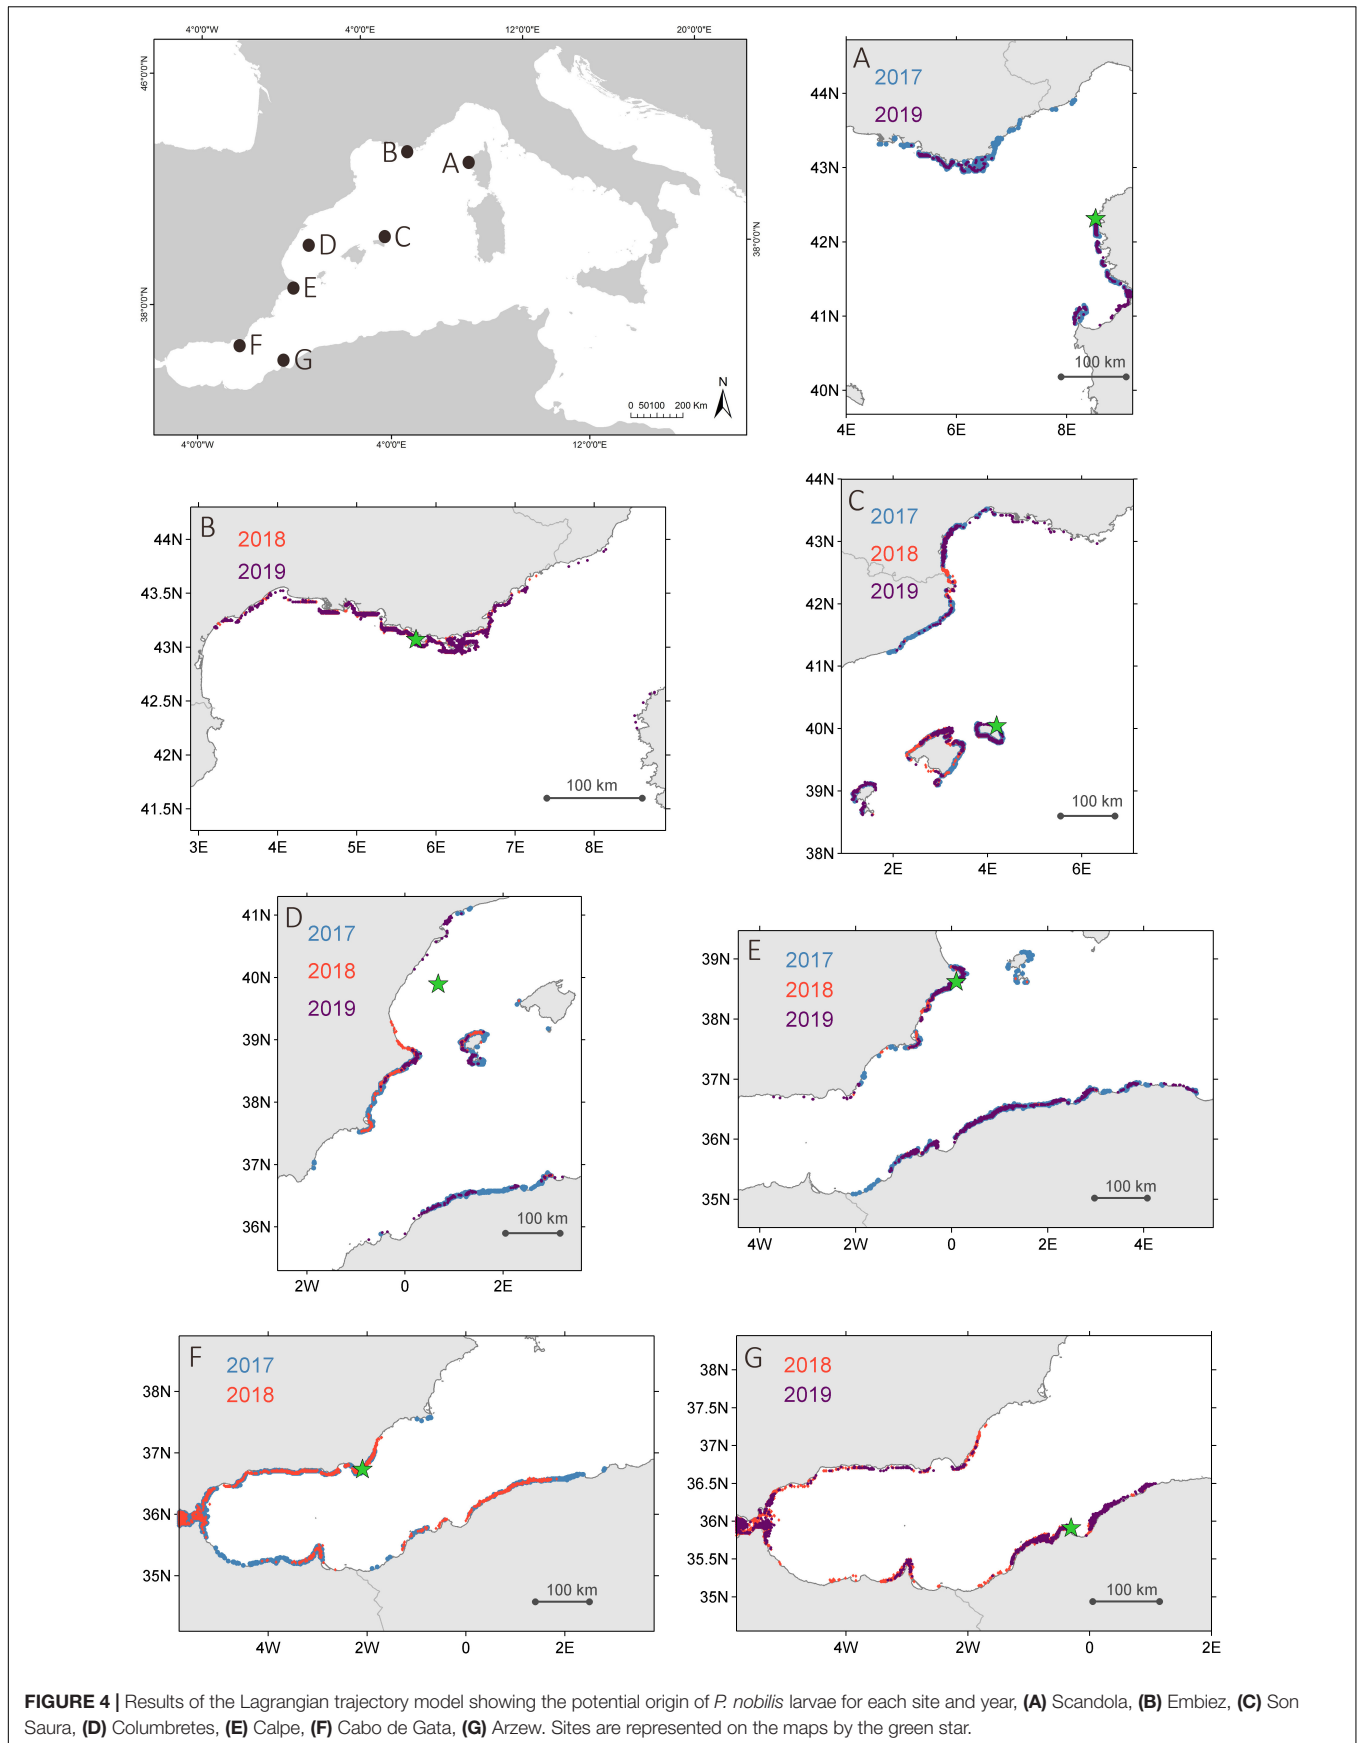 4°0'0"W 4°0'0"E 12°0'0"E 20°0'0"E
46°0'0"N
38°0'0"N
38°0'0"N
B
A
C
D
E
F
G
N
0 50100 200 Km
4°0'0"W 4°0'0"E 12°0'0"E
A
2017
2019
44N
43N
42N
41N
40N
100 km
4E 6E 8E
B
2018
2019
44N
43.5N
43N
42.5N
42N
41.5N
100 km
3E 4E 5E 6E 7E 8E
C
2017
2018
2019
44N
43N
42N
41N
40N
39N
38N
100 km
2E 4E 6E
D
2017
2018
2019
41N
40N
39N
38N
37N
36N
100 km
2W 0 2E
E
2017
2018
2019
39N
38N
37N
36N
35N
100 km
4W 2W 0 2E 4E
F
2017
2018
38N
37N
36N
35N
100 km
4W 2W 0 2E
G
2018
2019
38N
37.5N
37N
36.5N
36N
35.5N
35N
100 km
4W 2W 0 2E
FIGURE 4 | Results of the Lagrangian trajectory model showing the potential origin of P. nobilis larvae for each site and year, (A) Scandola, (B) Embiez, (C) Son
Saura, (D) Columbretes, (E) Calpe, (F) Cabo de Gata, (G) Arzew. Sites are represented on the maps by the green star.